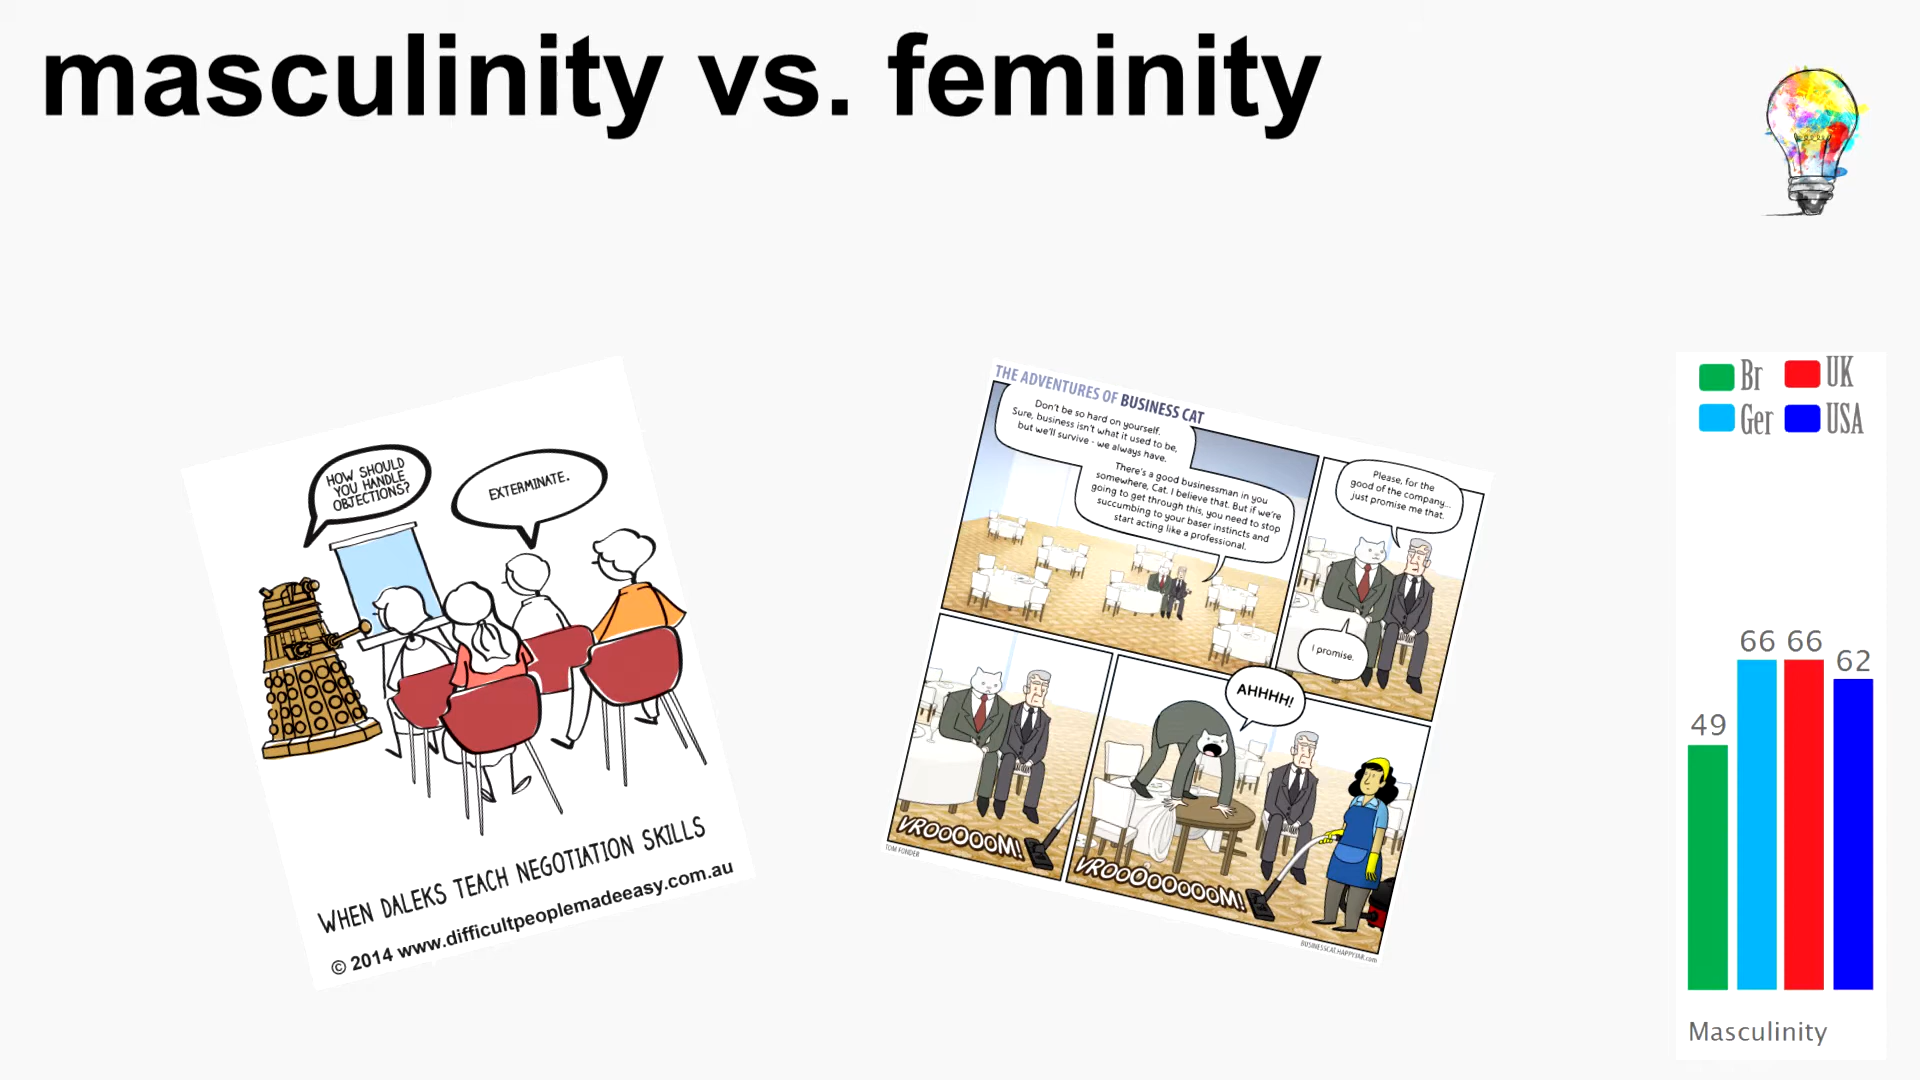 masculinity vs. feminity
HOW SHOULD
YOU HANDLE
OBJECTIONS?
EXTERMINATE.
WHEN DALEKS TEACH NEGOTIATION SKILLS
© 2014 www.difficultpeoplemadeeasy.com.au
THE ADVENTURES OF BUSINESS CAT
Don't be so hard on yourself.
Sure, business isn't what it used to be,
but we'll survive - we always have.
There's a good businessman in you
somewhere, Cat. I believe that. But if we're
going to get through this, you need to stop
succumbing to your baser instincts and
start acting like a professional.
Please, for the
good of the company...
just promise me that.
I promise.
VROOOOOM!
AHHHH!
VROOOOOOOOM!
TOM FONDER
BUSINESSCAT.HAPPYJAR.com
Br
UK
Ger
USA
49
66
66
62
Masculinity